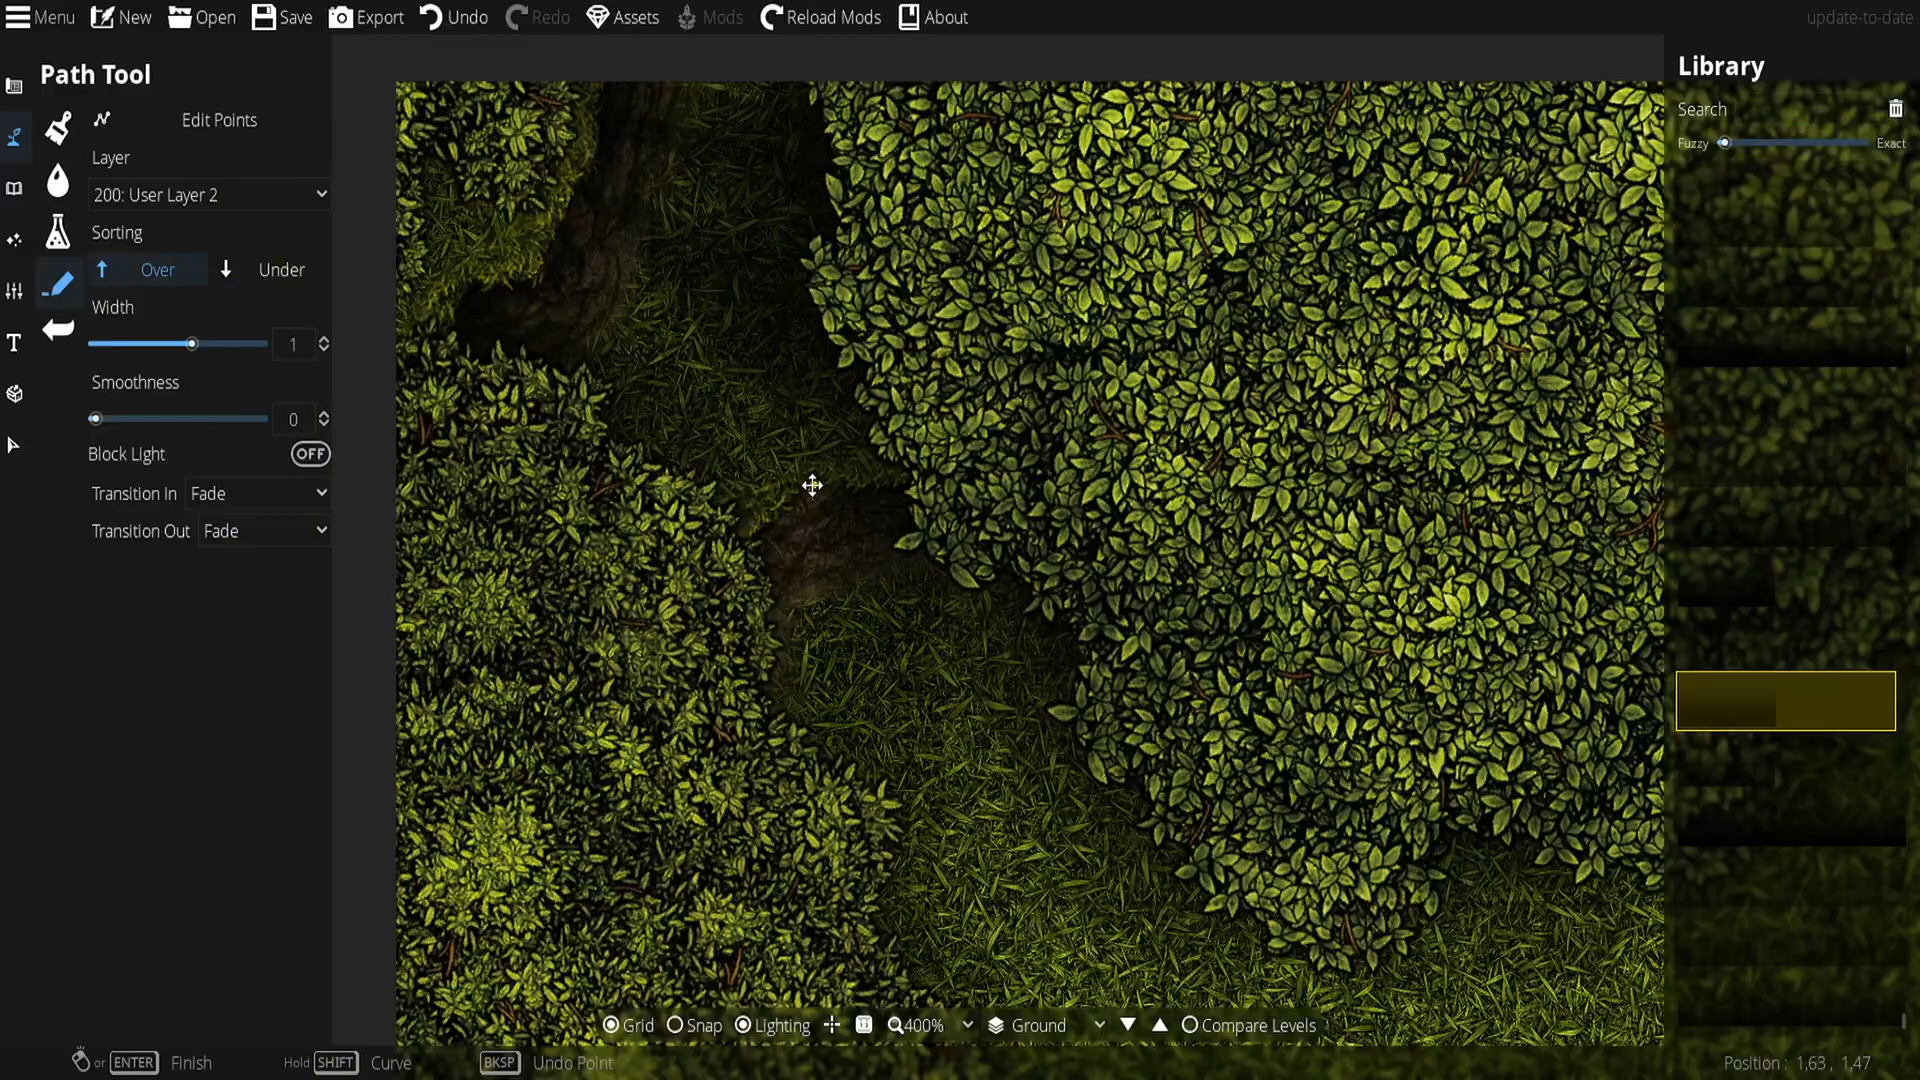 Menu New Open Save Export Undo Redo Assets Mods Reload Mods About update-to-date
Path Tool
Edit Points
Layer
200: User Layer 2
Sorting
Over Under
Width
1
Smoothness
0
Block Light OFF
Transition In Fade
Transition Out Fade
Library
Search
Fuzzy Exact
Grid Snap Lighting 400% Ground Compare Levels
or ENTER Finish Hold SHIFT Curve BKSP Undo Point
Position : 1,63 , 1,47